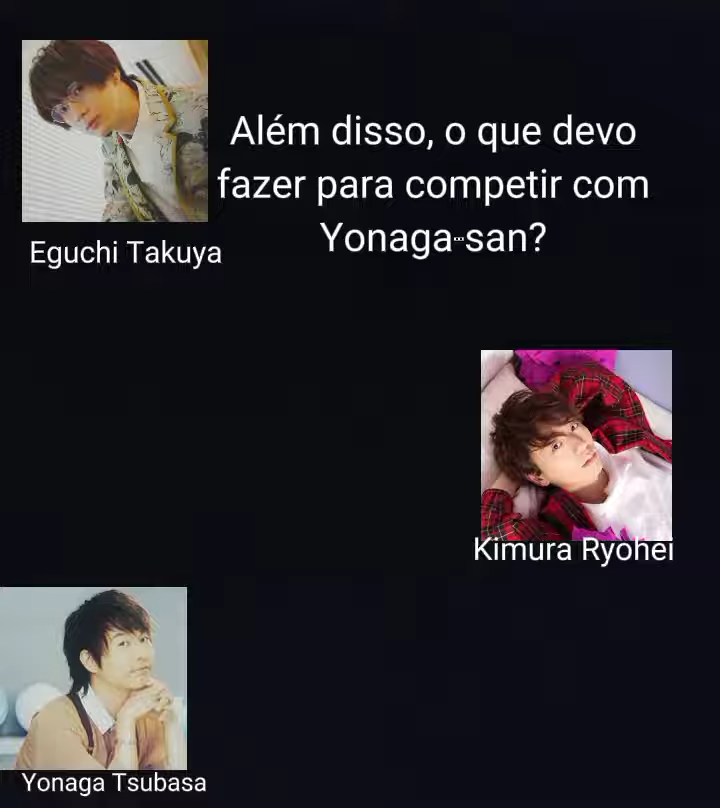 Além disso, o que devo
fazer para competir com
Yonaga-san?
Eguchi Takuya
Kimura Ryohei
Yonaga Tsubasa